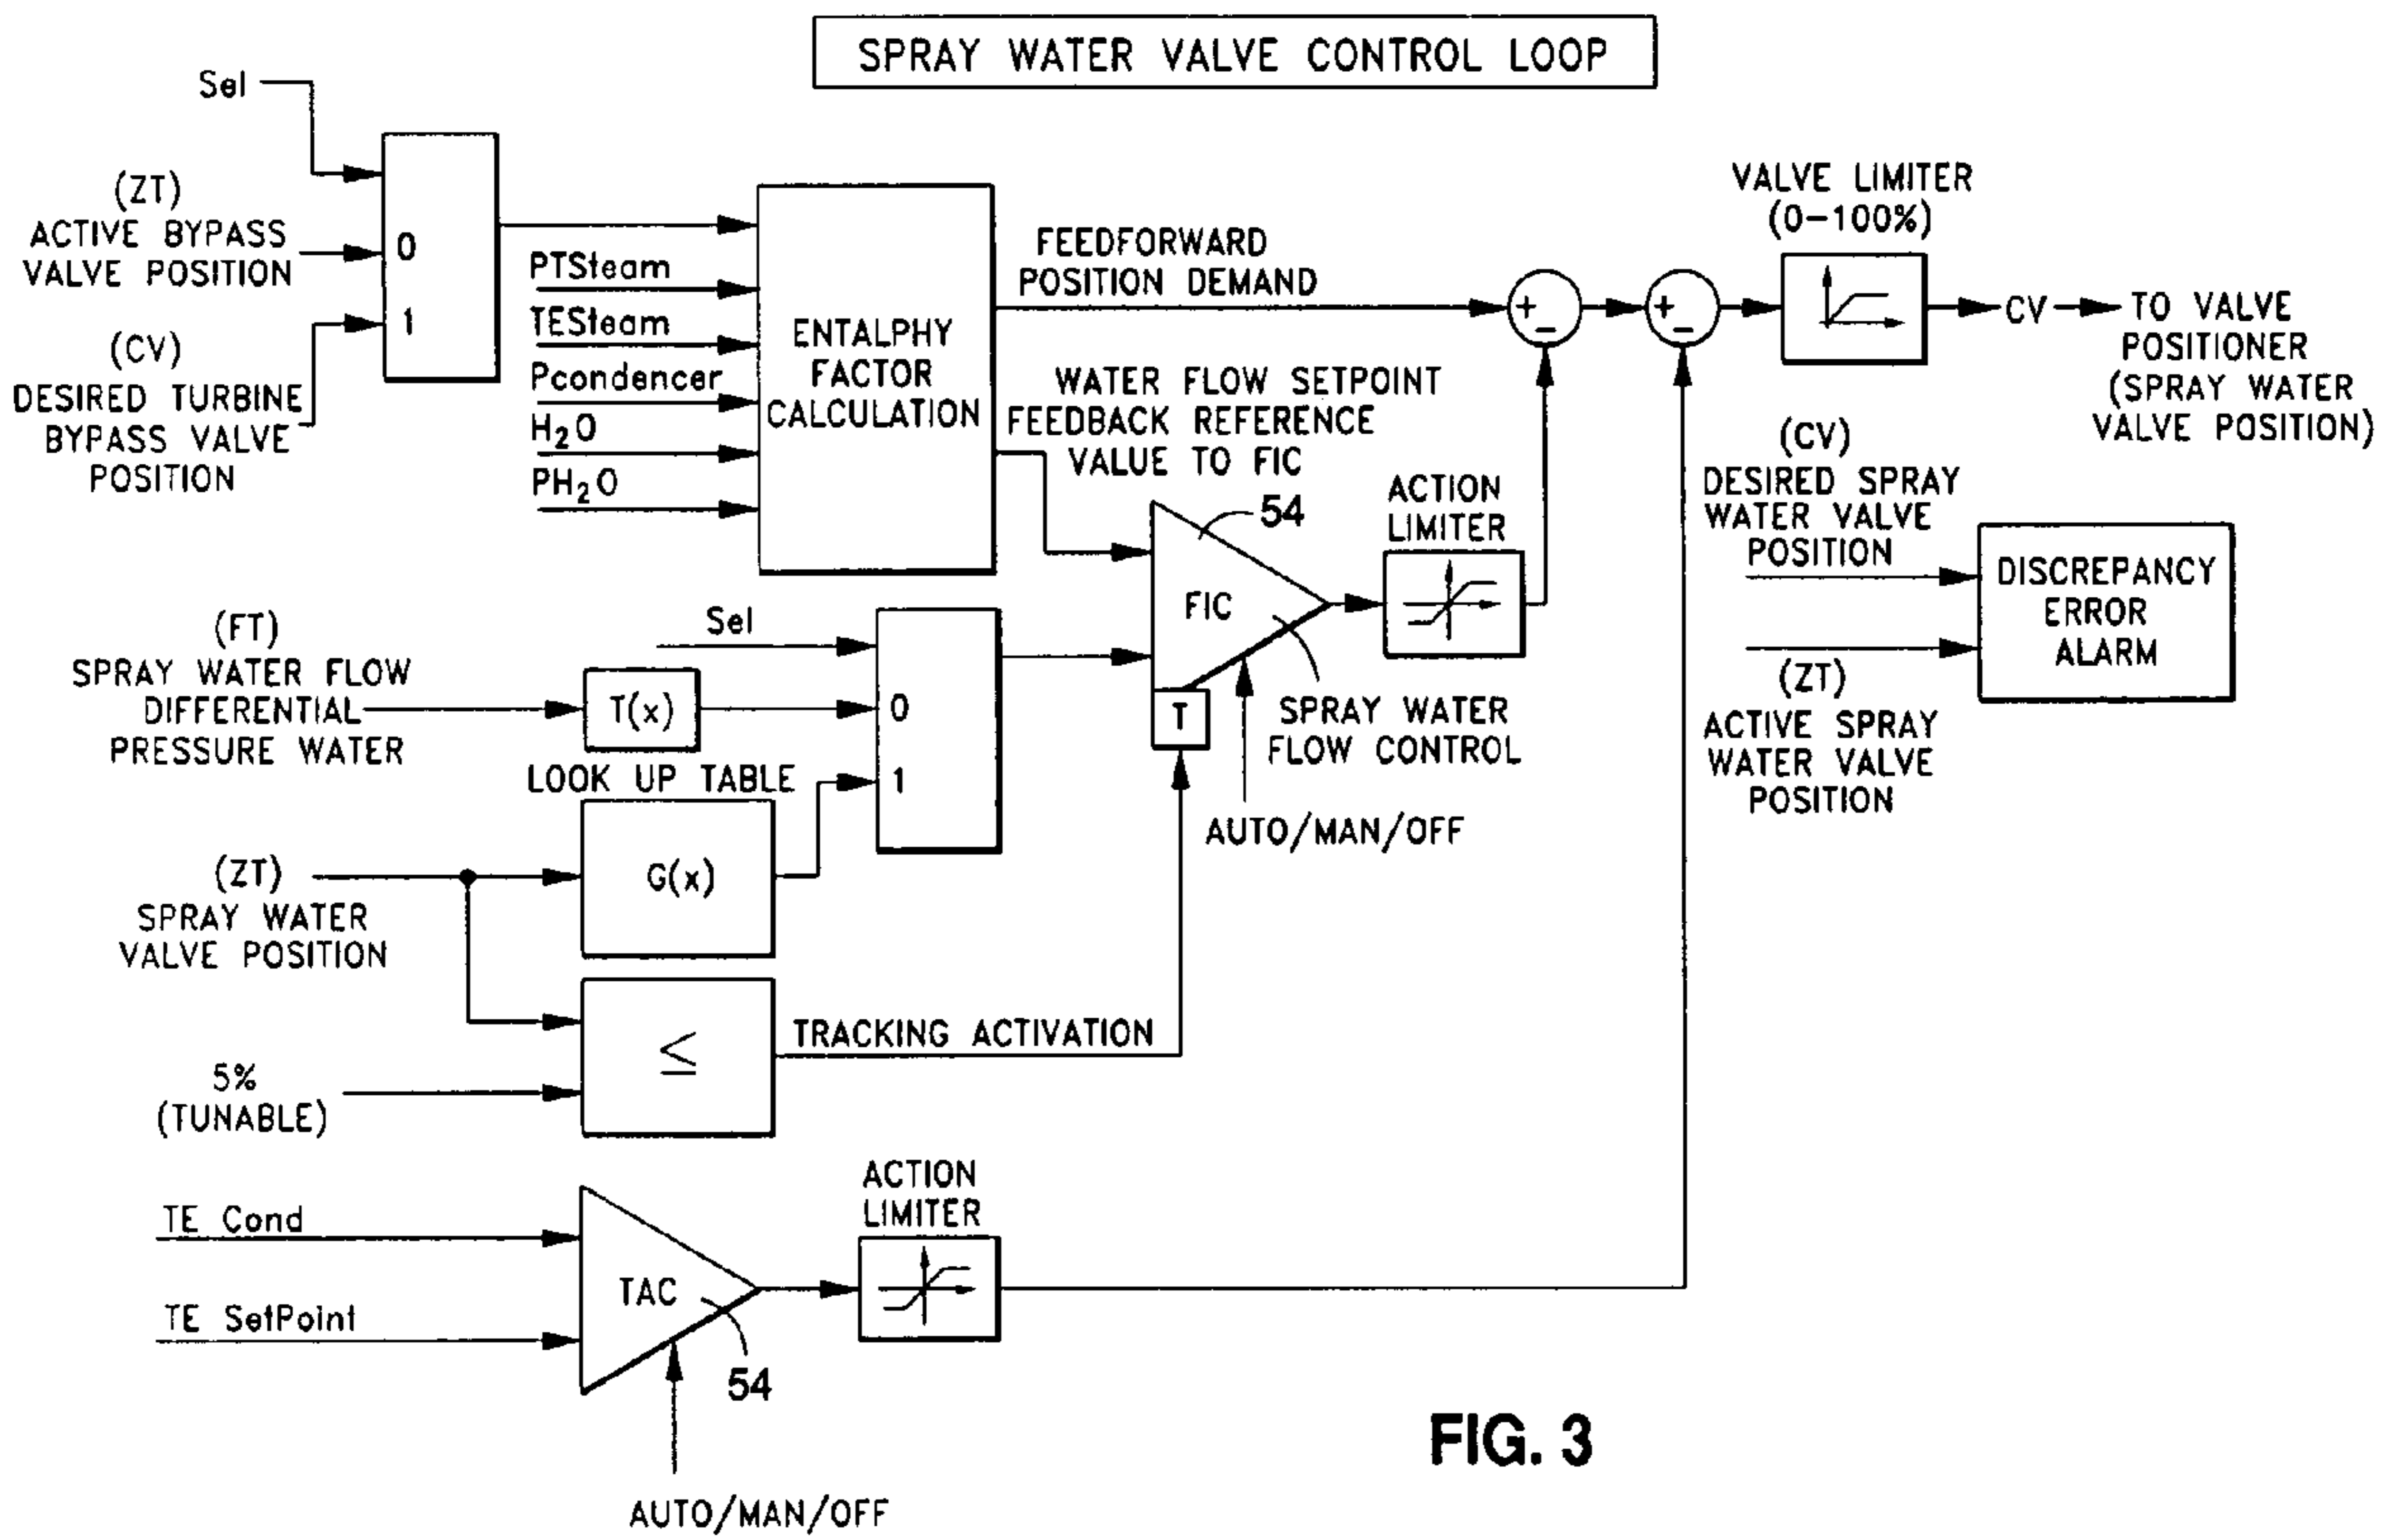 SPRAY WATER VALVE CONTROL LOOP
Sel
(ZT)
ACTIVE BYPASS
VALVE POSITION
0
1
(CV)
DESIRED TURBINE
BYPASS VALVE
POSITION
PTSteam
TESteam
Pcondencer
H₂O
PH₂O
ENTALPHY
FACTOR
CALCULATION
FEEDFORWARD
POSITION DEMAND
WATER FLOW SETPOINT
FEEDBACK REFERENCE
VALUE TO FIC
+
−
+
−
VALVE LIMITER
(0−100%)
CV
TO VALVE
POSITIONER
(SPRAY WATER
VALVE POSITION)
(CV)
DESIRED SPRAY
WATER VALVE
POSITION
DISCREPANCY
ERROR
ALARM
(ZT)
ACTIVE SPRAY
WATER VALVE
POSITION
54
FIC
T
ACTION
LIMITER
SPRAY WATER
FLOW CONTROL
AUTO/MAN/OFF
Sel
(FT)
SPRAY WATER FLOW
DIFFERENTIAL
PRESSURE WATER
T(x)
0
1
LOOK UP TABLE
G(x)
(ZT)
SPRAY WATER
VALVE POSITION
≤
TRACKING ACTIVATION
5%
(TUNABLE)
TE Cond
TE SetPoint
TAC
54
ACTION
LIMITER
AUTO/MAN/OFF
FIG. 3